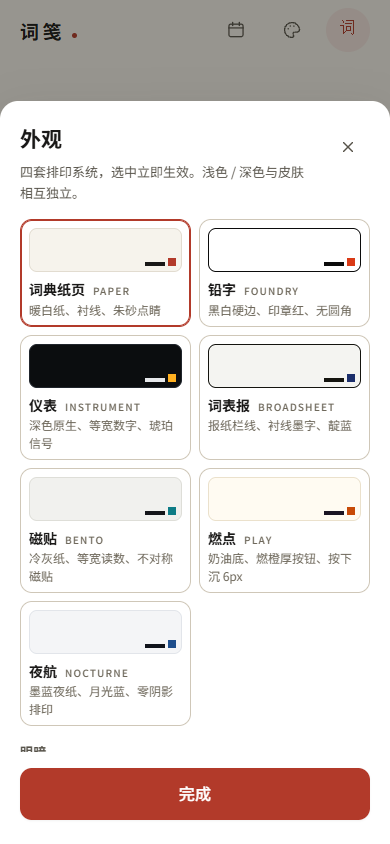 词笺
词
外观
四套排印系统，选中立即生效。浅色 / 深色与皮肤
相互独立。
词典纸页 PAPER
暖白纸、衬线、朱砂点睛
铅字 FOUNDRY
黑白硬边、印章红、无圆角
仪表 INSTRUMENT
深色原生、等宽数字、琥珀
信号
词表报 BROADSHEET
报纸栏线、衬线墨字、靛蓝
磁贴 BENTO
冷灰纸、等宽读数、不对称
磁贴
燃点 PLAY
奶油底、燃橙厚按钮、按下
沉 6px
夜航 NOCTURNE
墨蓝夜纸、月光蓝、零阴影
排印
完成